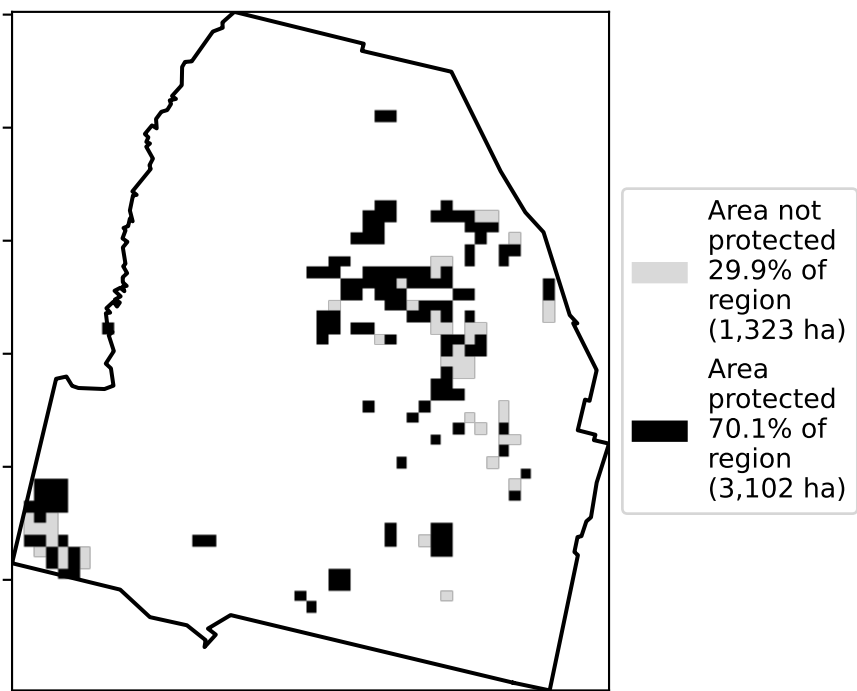 Area not
protected
29.9% of
region
(1,323 ha)
Area
protected
70.1% of
region
(3,102 ha)